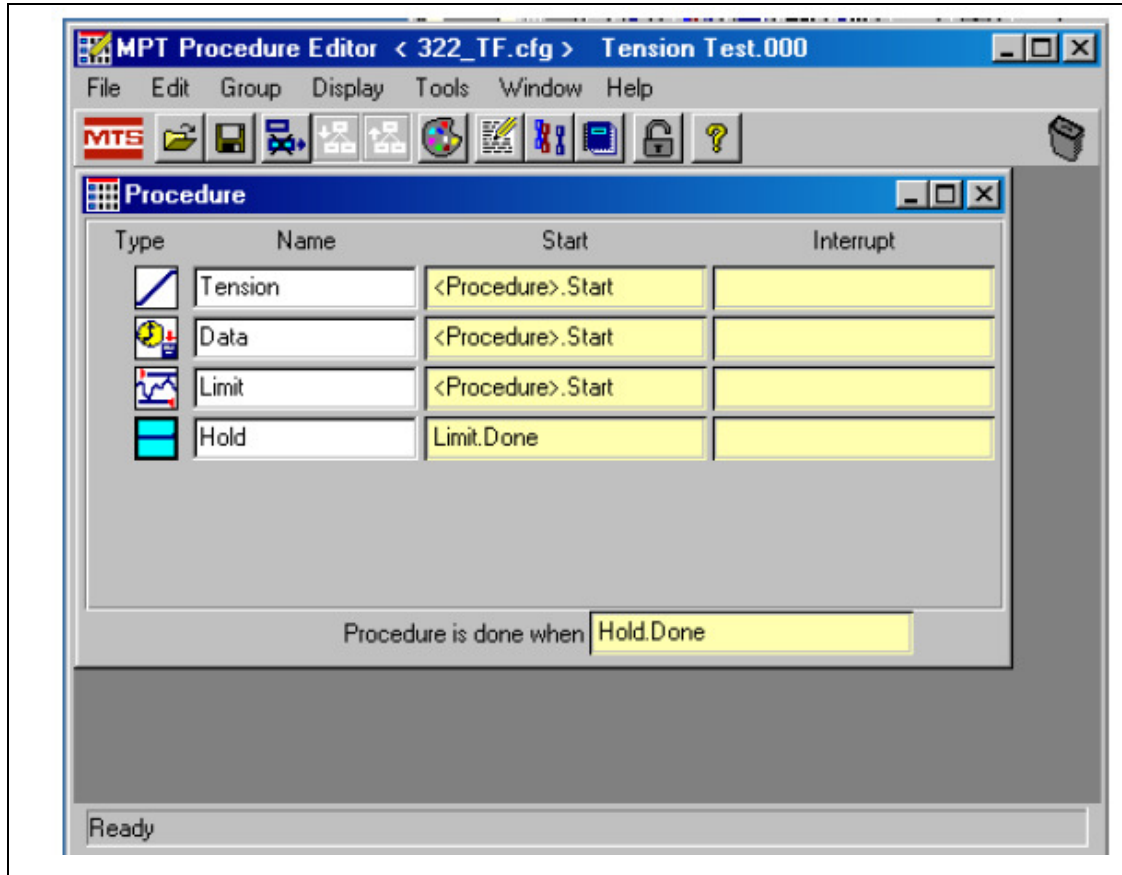 MPT Procedure Editor < 322_TF.cfg > Tension Test.000
File Edit Group Display Tools Window Help
MTS
Procedure
Type Name Start Interrupt
Tension <Procedure>.Start
Data <Procedure>.Start
Limit <Procedure>.Start
Hold Limit.Done
Procedure is done when Hold.Done
Ready